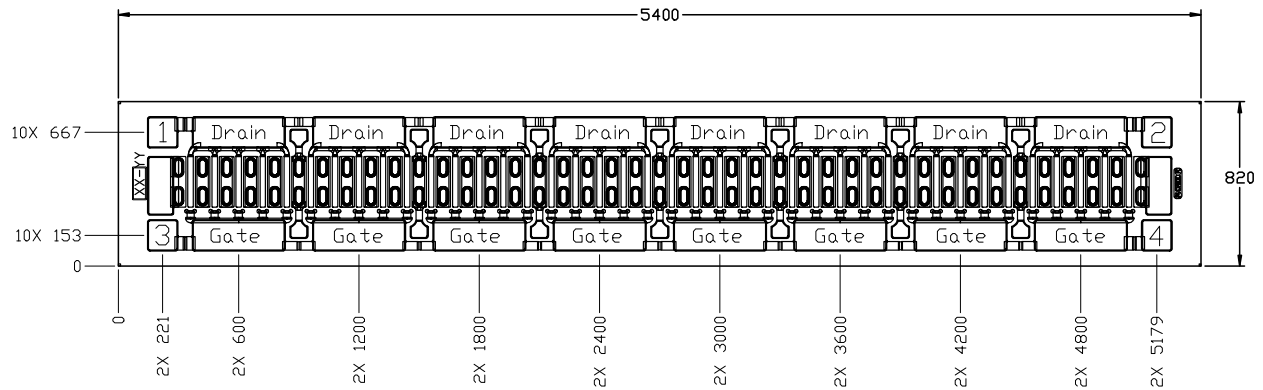 5400
1 Drain Drain Drain Drain Drain Drain Drain Drain 2
10X 667
XX-YY
820
10X 153
3 Gate Gate Gate Gate Gate Gate Gate Gate 4
0
0
2X 221
2X 600
2X 1200
2X 1800
2X 2400
2X 3000
2X 3600
2X 4200
2X 4800
2X 5179